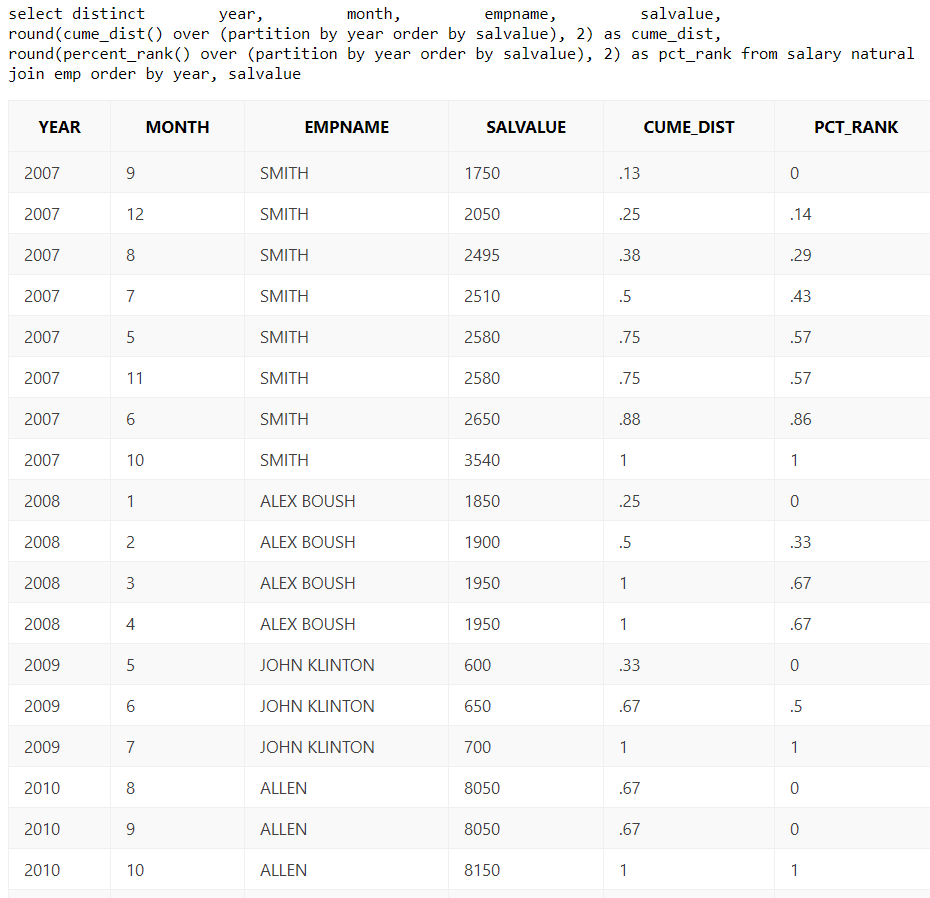 select distinct year, month, empname, salvalue,
round(cume_dist() over (partition by year order by salvalue), 2) as cume_dist,
round(percent_rank() over (partition by year order by salvalue), 2) as pct_rank from salary natural
join emp order by year, salvalue
YEAR MONTH EMPNAME SALVALUE CUME_DIST PCT_RANK
2007 9 SMITH 1750 .13 0
2007 12 SMITH 2050 .25 .14
2007 8 SMITH 2495 .38 .29
2007 7 SMITH 2510 .5 .43
2007 5 SMITH 2580 .75 .57
2007 11 SMITH 2580 .75 .57
2007 6 SMITH 2650 .88 .86
2007 10 SMITH 3540 1 1
2008 1 ALEX BOUSH 1850 .25 0
2008 2 ALEX BOUSH 1900 .5 .33
2008 3 ALEX BOUSH 1950 1 .67
2008 4 ALEX BOUSH 1950 1 .67
2009 5 JOHN KLINTON 600 .33 0
2009 6 JOHN KLINTON 650 .67 .5
2009 7 JOHN KLINTON 700 1 1
2010 8 ALLEN 8050 .67 0
2010 9 ALLEN 8050 .67 0
2010 10 ALLEN 8150 1 1